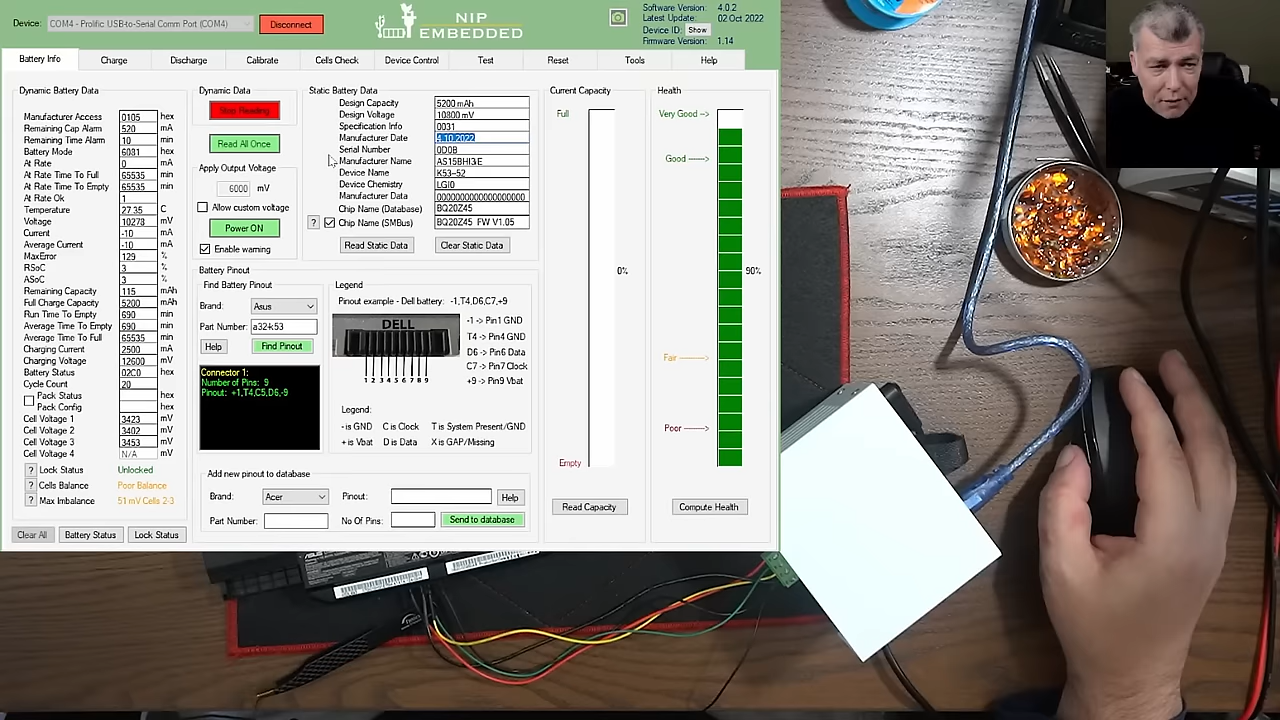 Device: COM4 - Prolific USB-to-Serial Comm Port (COM4) Disconnect
NIP EMBEDDED
Software Version: 4.0.2
Latest Update: 02 Oct 2022
Device ID: Show
Firmware Version: 1.14
Battery Info Charge Discharge Calibrate Cells Check Device Control Test Reset Tools Help
Dynamic Battery Data
Manufacturer Access 0105 hex
Remaining Cap Alarm 520 mA
Remaining Time Alarm 10 min
Battery Mode 6081 hex
At Rate 0 mA
At Rate Time To Full 65535 min
At Rate Time To Empty 65535 min
At Rate Ok 1
Temperature 27.35 C
Voltage 10278 mV
Current -10 mA
Average Current -10 mA
MaxError 129 %
RSoC 3 %
ASoC 3 %
Remaining Capacity 115 mAh
Full Charge Capacity 5200 mAh
Run Time To Empty 690 min
Average Time To Empty 690 min
Average Time To Full 65535 min
Charging Current 2500 mA
Charging Voltage 12600 mV
Battery Status 02C0 hex
Cycle Count 20
Pack Status hex
Pack Config hex
Cell Voltage 1 3423 mV
Cell Voltage 2 3402 mV
Cell Voltage 3 3453 mV
Cell Voltage 4 N/A mV
? Lock Status Unlocked
? Cells Balance Poor Balance
? Max Imbalance 51 mV Cells 2-3
Clear All Battery Status Lock Status
Dynamic Data
Stop Reading
Read All Once
Apply Output Voltage
6000 mV
Allow custom voltage
Power ON
Enable warning
Static Battery Data
Design Capacity 5200 mAh
Design Voltage 10800 mV
Specification Info 0031
Manufacturer Date 4.10.2022
Serial Number 0D0B
Manufacturer Name
Device Name K53-52
Device Chemistry LGI0
Manufacturer Data 0000000000000000000
Chip Name (Database) BQ20Z45
? Chip Name (SMBus) BQ20Z45 FW V1.05
Read Static Data Clear Static Data
Battery Pinout
Find Battery Pinout
Brand: Asus
Part Number: a32-k53
Help Find Pinout
Connector 1:
Number of Pins: 9
Pinout: +1,T4,C5,D6,-9
Legend
Pinout example - Dell battery: -1,T4,D6,C7,+9
DELL
1 2 3 4 5 6 7 8 9
-1 -> Pin1 GND
T4 -> Pin4 GND
D6 -> Pin6 Data
C7 -> Pin7 Clock
+9 -> Pin9 Vbat
Legend:
- is GND C is Clock T is System Present/GND
+ is Vbat D is Data X is GAP/Missing
Add new pinout to database
Brand: Acer Pinout: Help
Part Number: No Of Pins: Send to database
Current Capacity
Full
0%
Empty
Read Capacity
Health
Very Good -->
Good ----->
90%
Fair ------>
Poor ----->
Compute Health